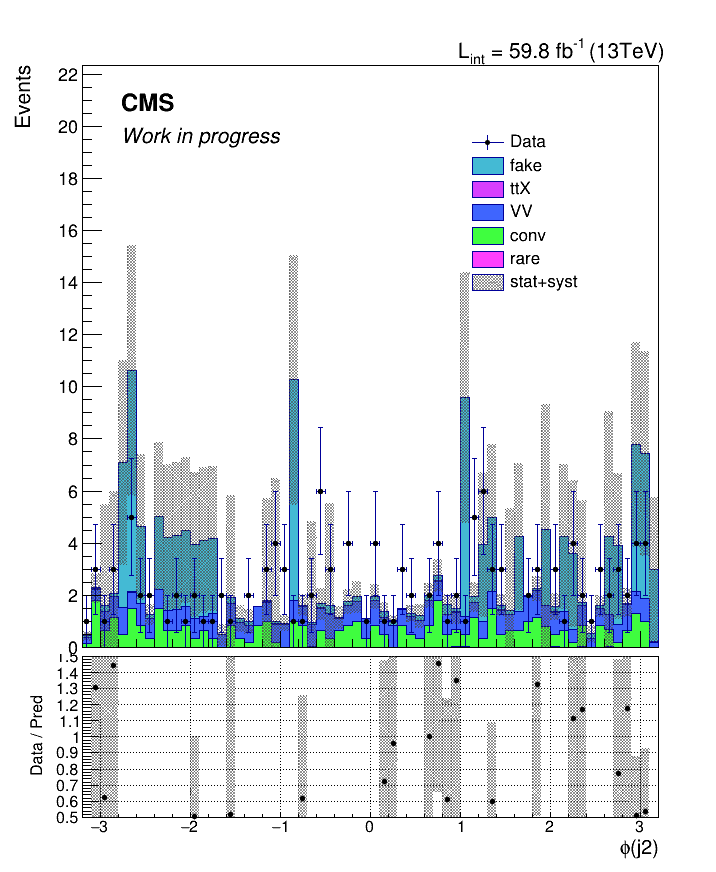 L_int = 59.8 fb^-1 (13TeV)
Events
CMS
Work in progress
Data
fake
ttX
VV
conv
rare
stat+syst
22
20
18
16
14
12
10
8
6
4
2
0
Data / Pred
1.5
1.4
1.3
1.2
1.1
1
0.9
0.8
0.7
0.6
0.5
−3 −2 −1 0 1 2 3
ϕ(j2)